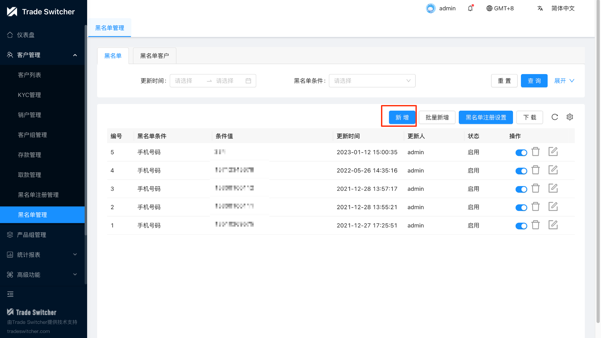 Trade Switcher
admin
GMT+8
简体中文
仪表盘
客户管理
客户列表
KYC管理
销户管理
客户组管理
存款管理
取款管理
黑名单注册管理
黑名单管理
产品组管理
统计报表
高级功能
Trade Switcher
由Trade Switcher提供技术支持
tradeswitcher.com
黑名单管理
黑名单 黑名单客户
更新时间： 请选择 → 请选择 黑名单条件： 请选择 重置 查询 展开
新增 批量新增 黑名单注册设置 下载
编号 黑名单条件 条件值 更新时间 更新人 状态 操作
5 手机号码 2023-01-12 15:00:35 admin 启用
4 手机号码 2022-05-26 14:35:16 admin 启用
3 手机号码 2021-12-28 13:57:17 admin 启用
2 手机号码 2021-12-28 13:55:21 admin 启用
1 手机号码 2021-12-27 17:25:51 admin 启用